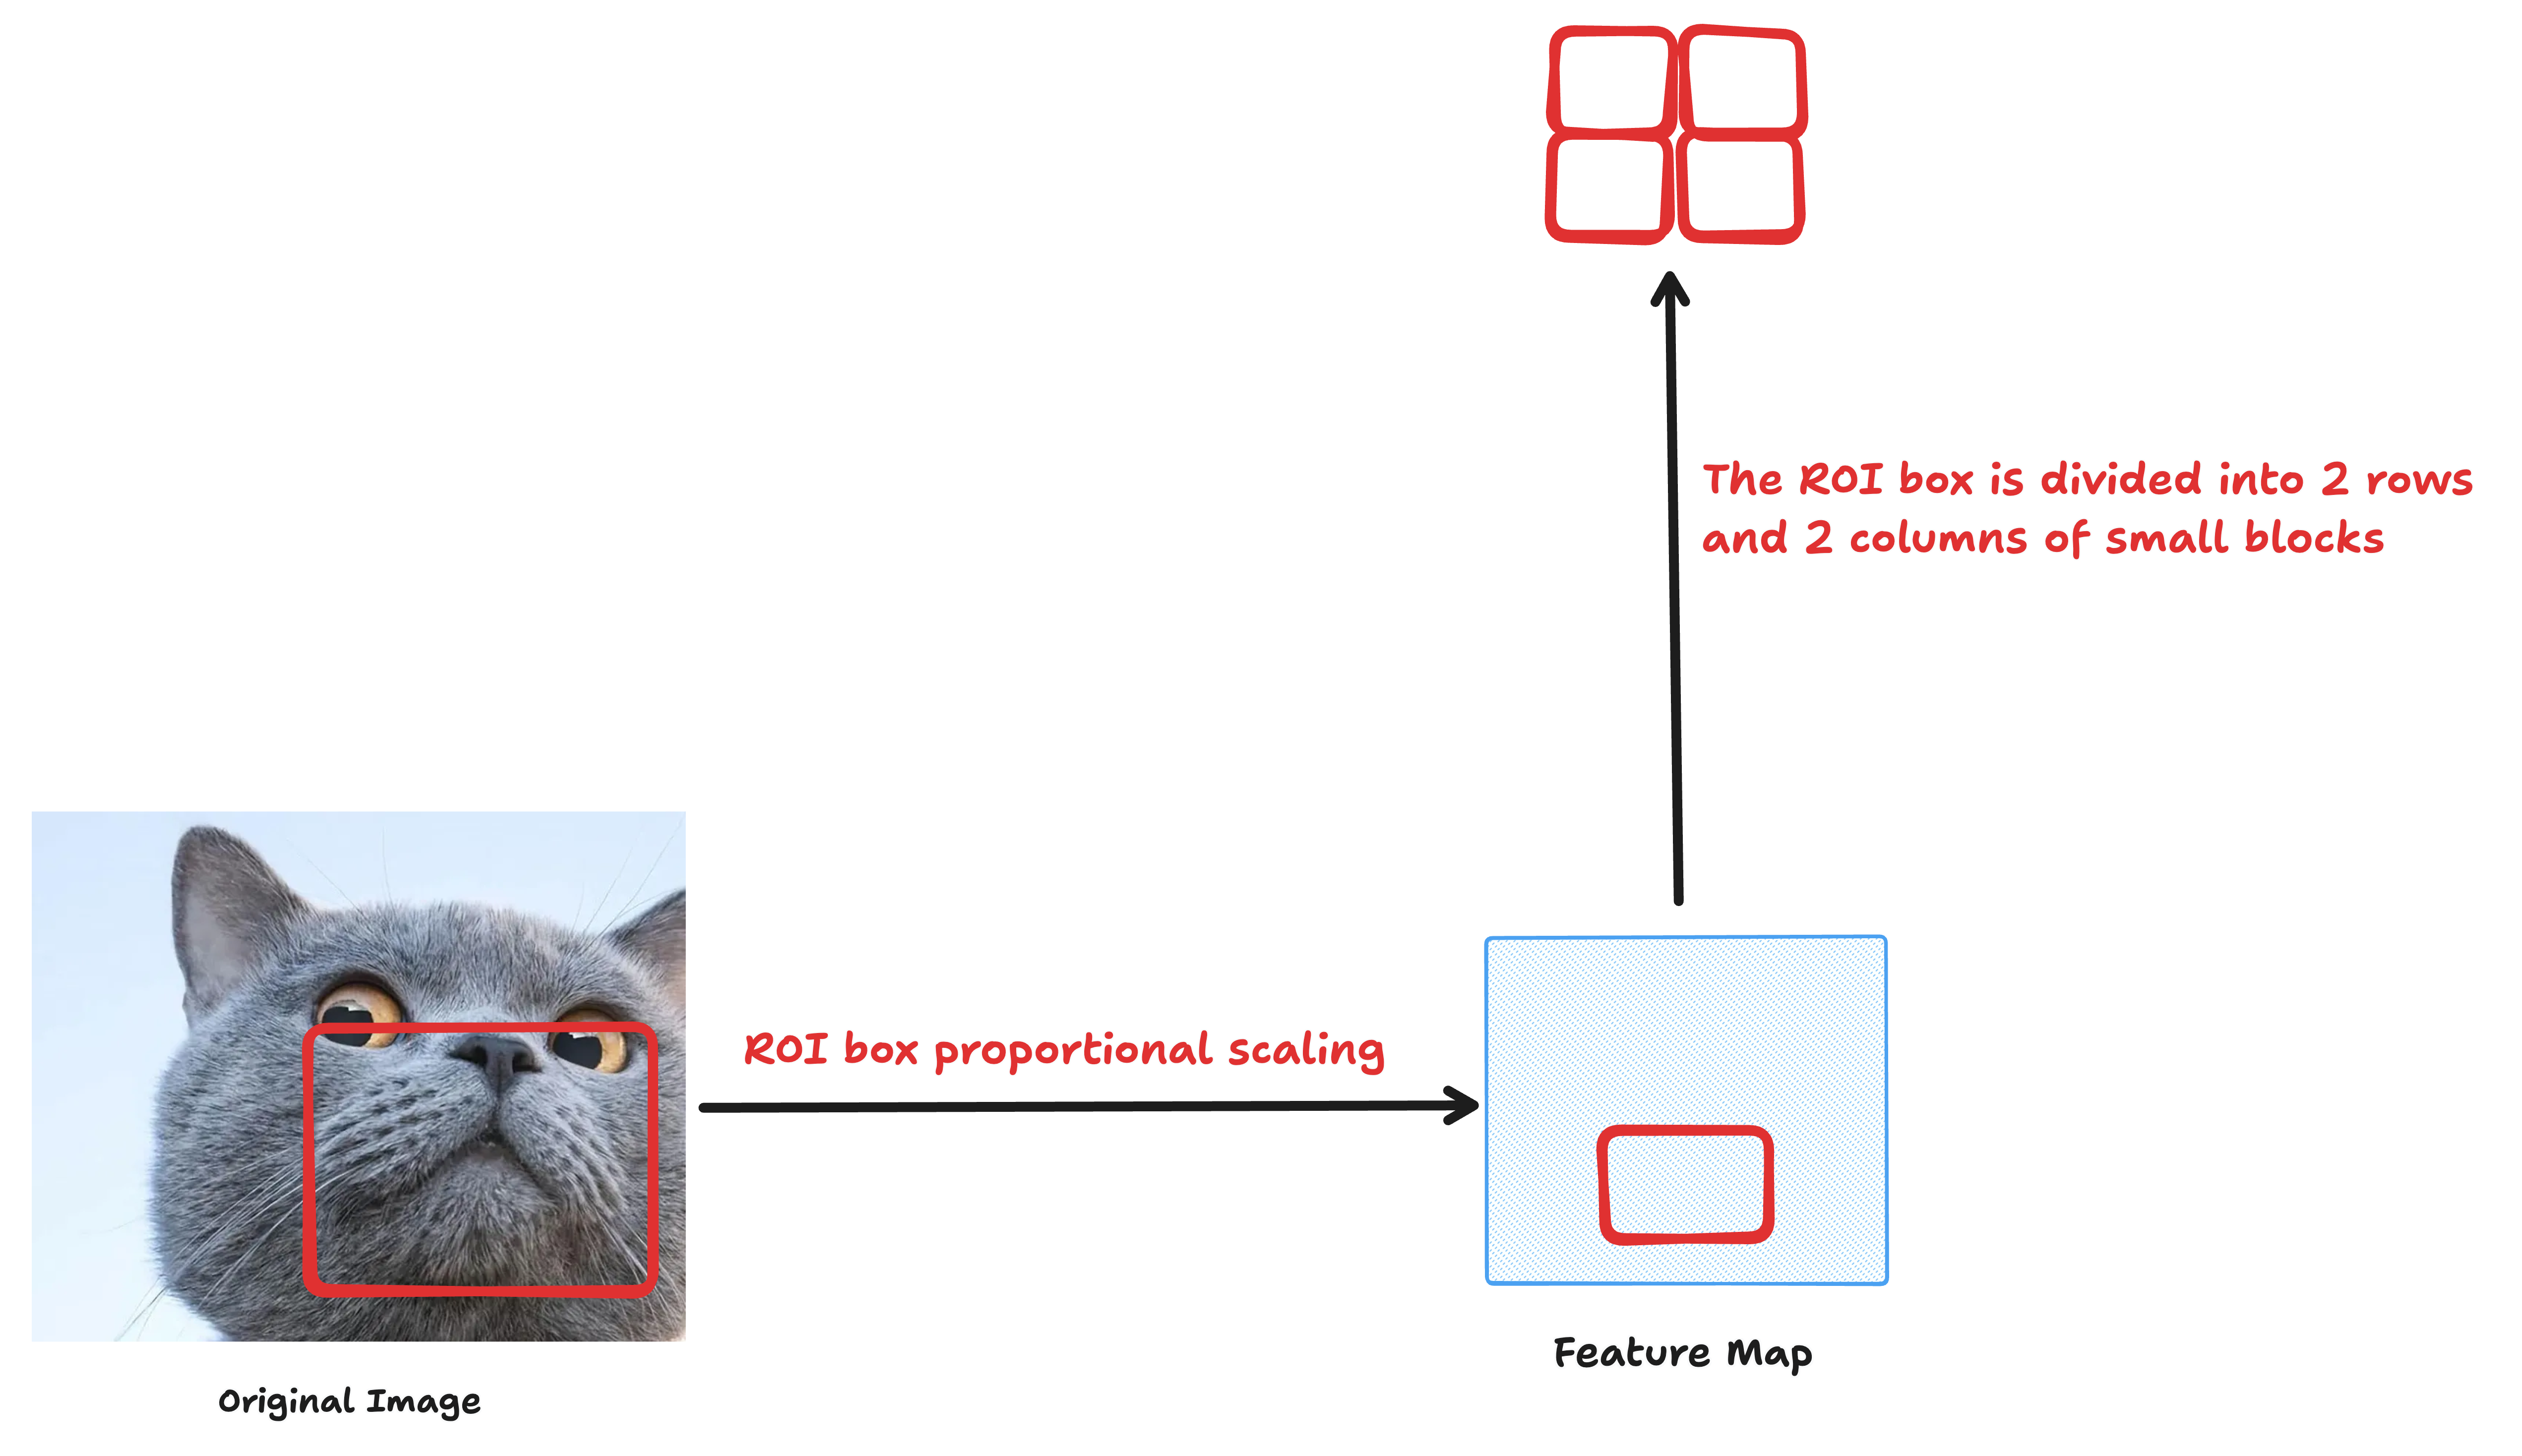 The ROI box is divided into 2 rows
and 2 columns of small blocks
ROI box proportional scaling
Feature Map
Original Image